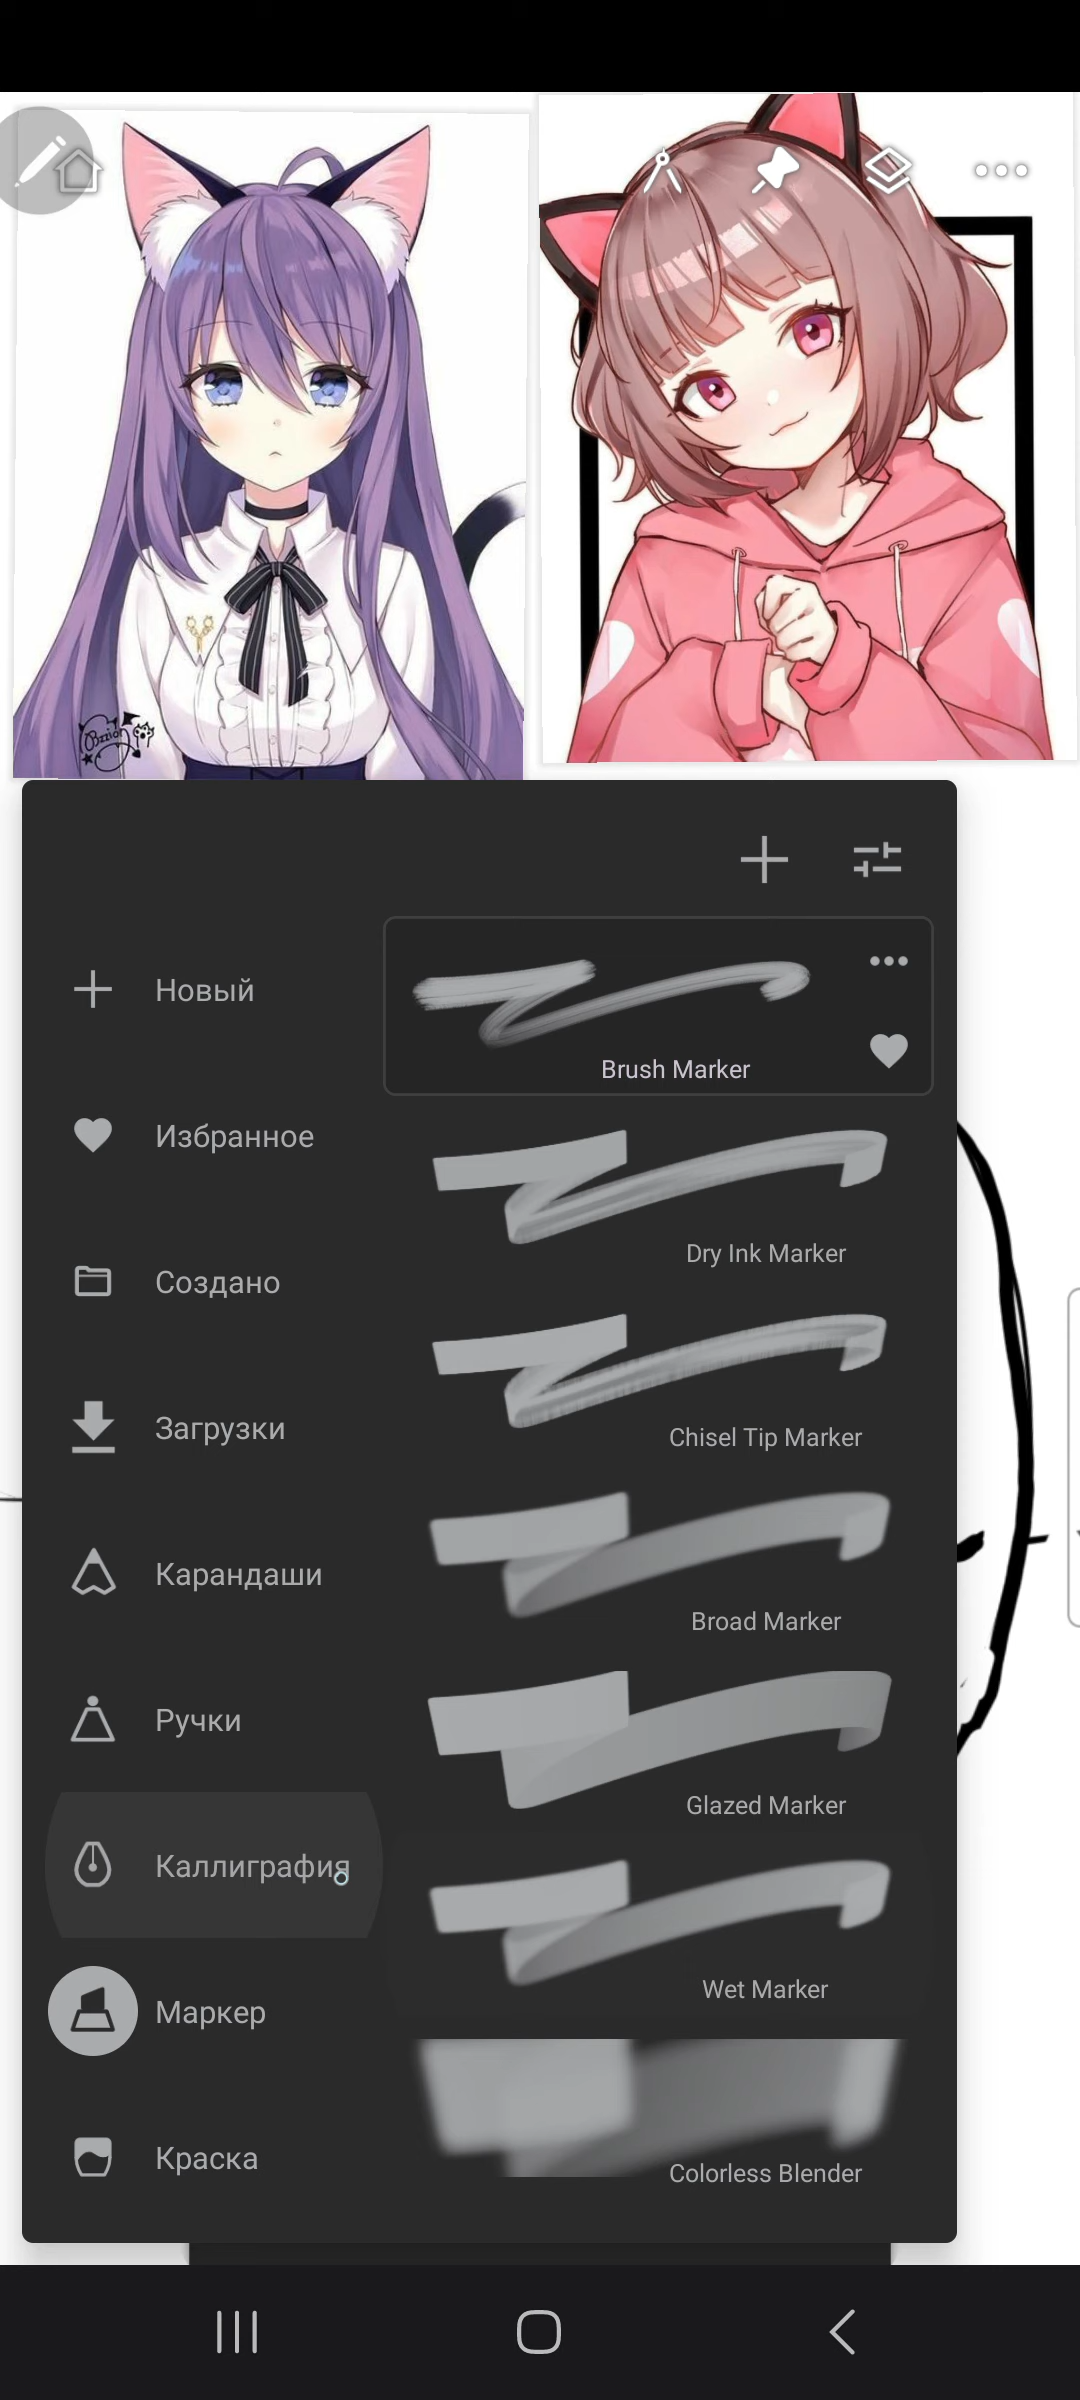 Bzzion
Новый
Избранное
Создано
Загрузки
Карандаши
Ручки
Каллиграфия
Маркер
Краска
Brush Marker
Dry Ink Marker
Chisel Tip Marker
Broad Marker
Glazed Marker
Wet Marker
Colorless Blender